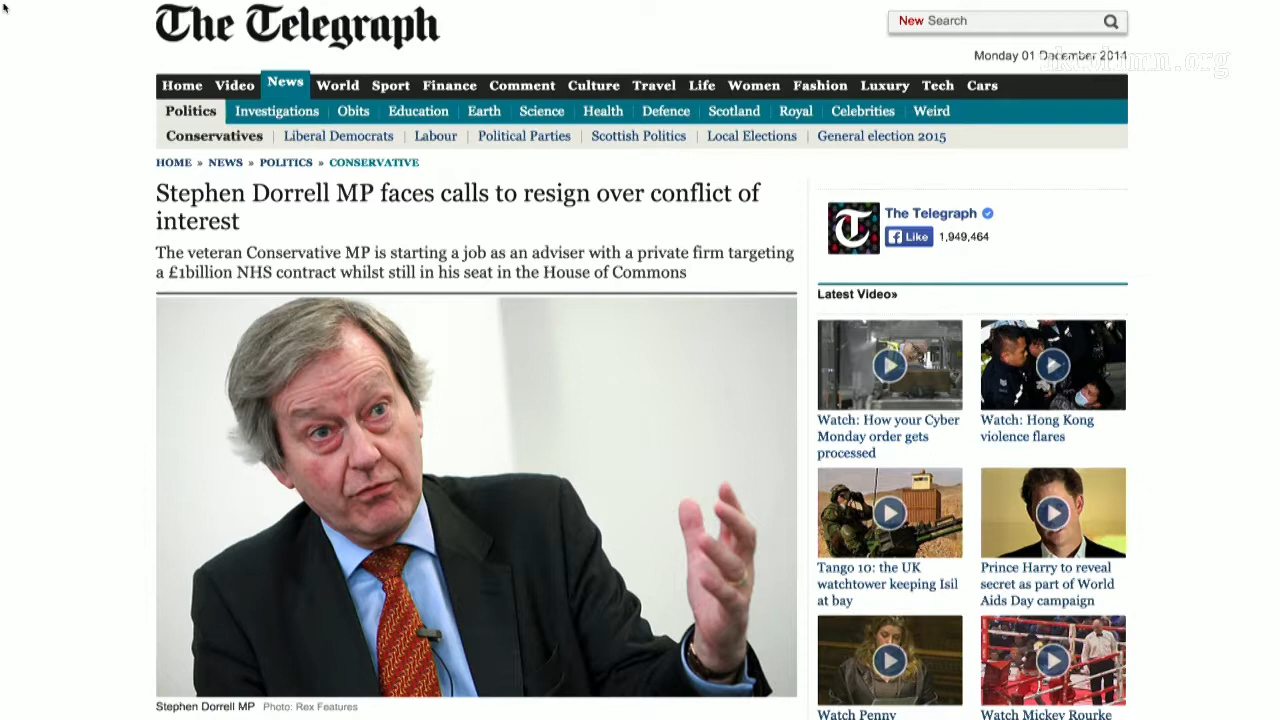 The Telegraph
New Search
Monday 01 December 2014
Home Video News World Sport Finance Comment Culture Travel Life Women Fashion Luxury Tech Cars
Politics Investigations Obits Education Earth Science Health Defence Scotland Royal Celebrities Weird
Conservatives Liberal Democrats Labour Political Parties Scottish Politics Local Elections General election 2015
HOME » NEWS » POLITICS » CONSERVATIVE
Stephen Dorrell MP faces calls to resign over conflict of
interest
The veteran Conservative MP is starting a job as an adviser with a private firm targeting
a £1billion NHS contract whilst still in his seat in the House of Commons
Stephen Dorrell MP Photo: Rex Features
The Telegraph
Like 1,949,464
Latest Video»
Watch: How your Cyber
Monday order gets
processed
Watch: Hong Kong
violence flares
Tango 10: the UK
watchtower keeping Isil
at bay
Prince Harry to reveal
secret as part of World
Aids Day campaign
Watch Penny
Watch Mickey Rourke